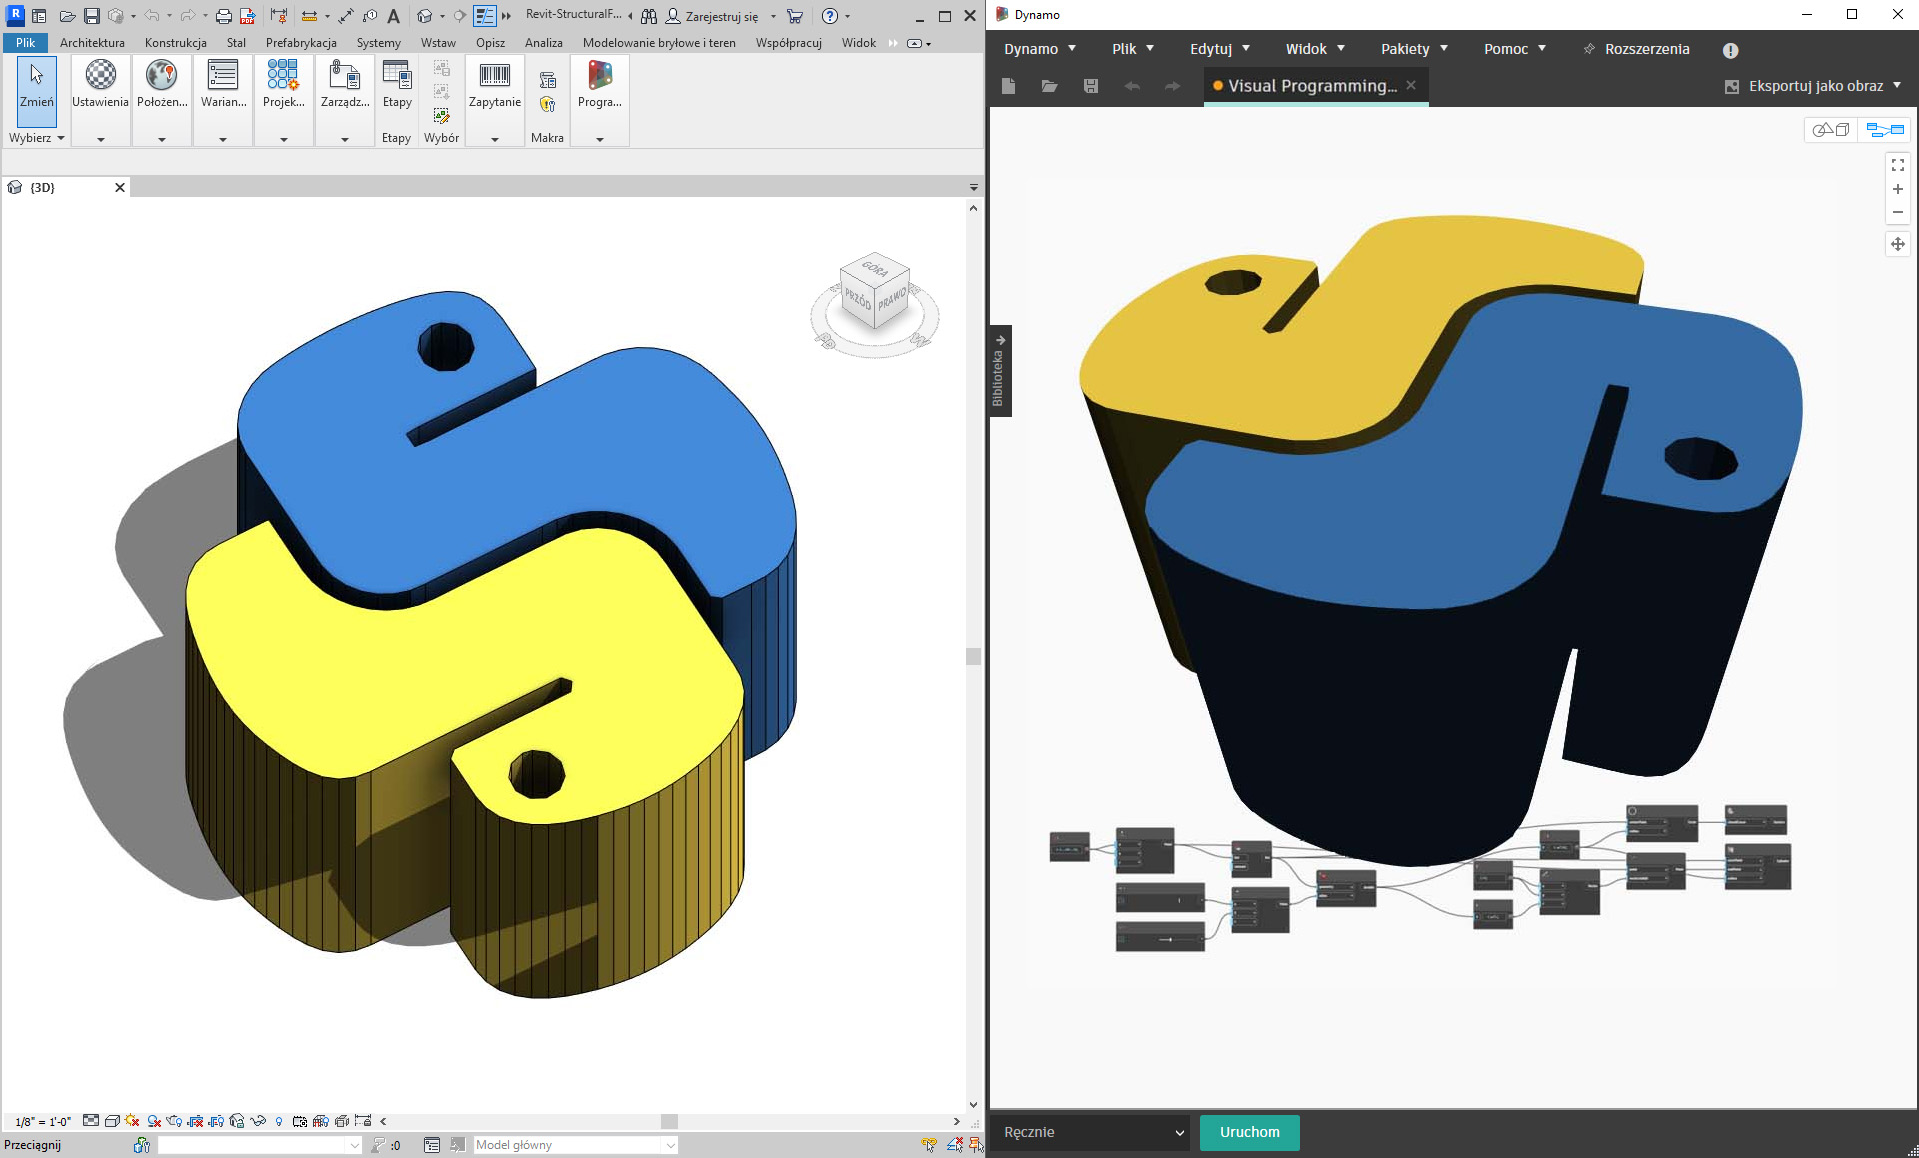 Revit-StructuralF...
Zarejestruj się
Plik
Architektura
Konstrukcja
Stal
Prefabrykacja
Systemy
Wstaw
Opisz
Analiza
Modelowanie bryłowe i teren
Współpracuj
Widok
Zmień
Ustawienia
Położen...
Warian...
Projek...
Zarządz...
Etapy
Zapytanie
Progra...
Wybierz
Etapy
Wybór
Makra
{3D}
GÓRA
PRZÓD
PRAWO
1/8" = 1'-0"
Przeciągnij
:0
Model główny
Dynamo
Dynamo
Plik
Edytuj
Widok
Pakiety
Pomoc
Rozszerzenia
Visual Programming...
Eksportuj jako obraz
Biblioteka
Ręcznie
Uruchom